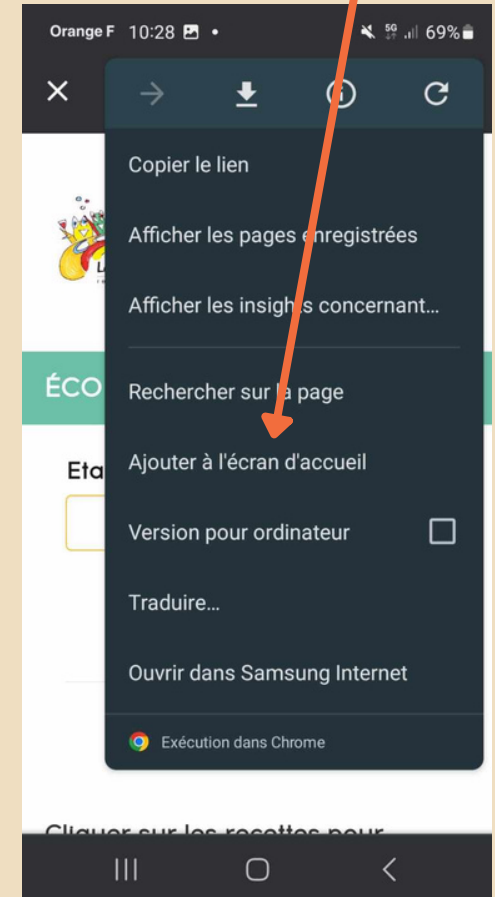 Orange F 10:28 5G 69%
Copier le lien
Afficher les pages enregistrées
Afficher les insights concernant...
ÉCO
Rechercher sur la page
Eta
Ajouter à l'écran d'accueil
Version pour ordinateur
Traduire...
Ouvrir dans Samsung Internet
Exécution dans Chrome
Cliquer sur les recettes pour